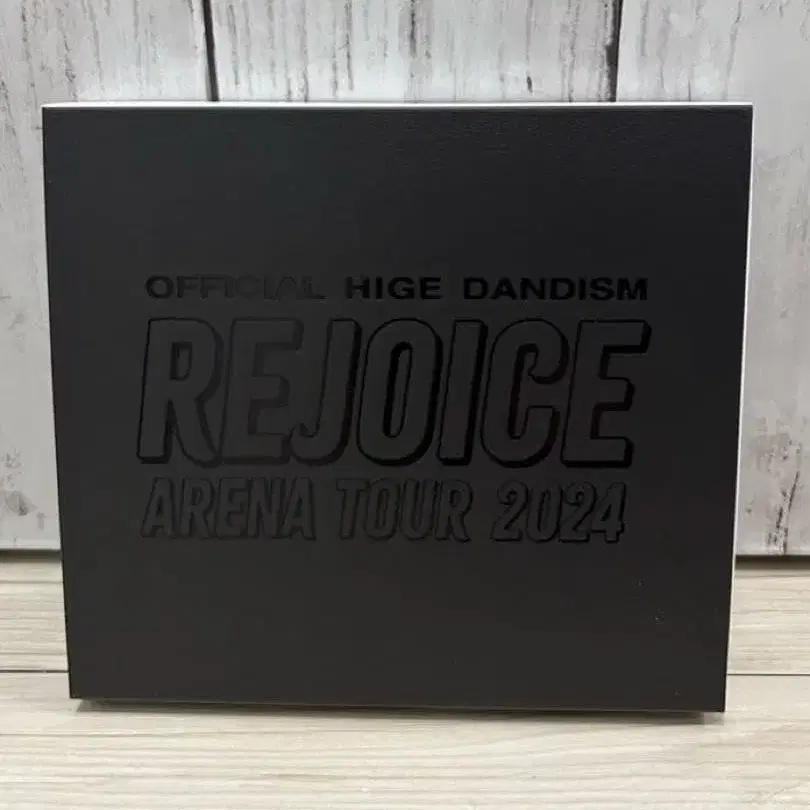 OFFICIAL HIGE DANDISM
REJOICE
ARENA TOUR 2024